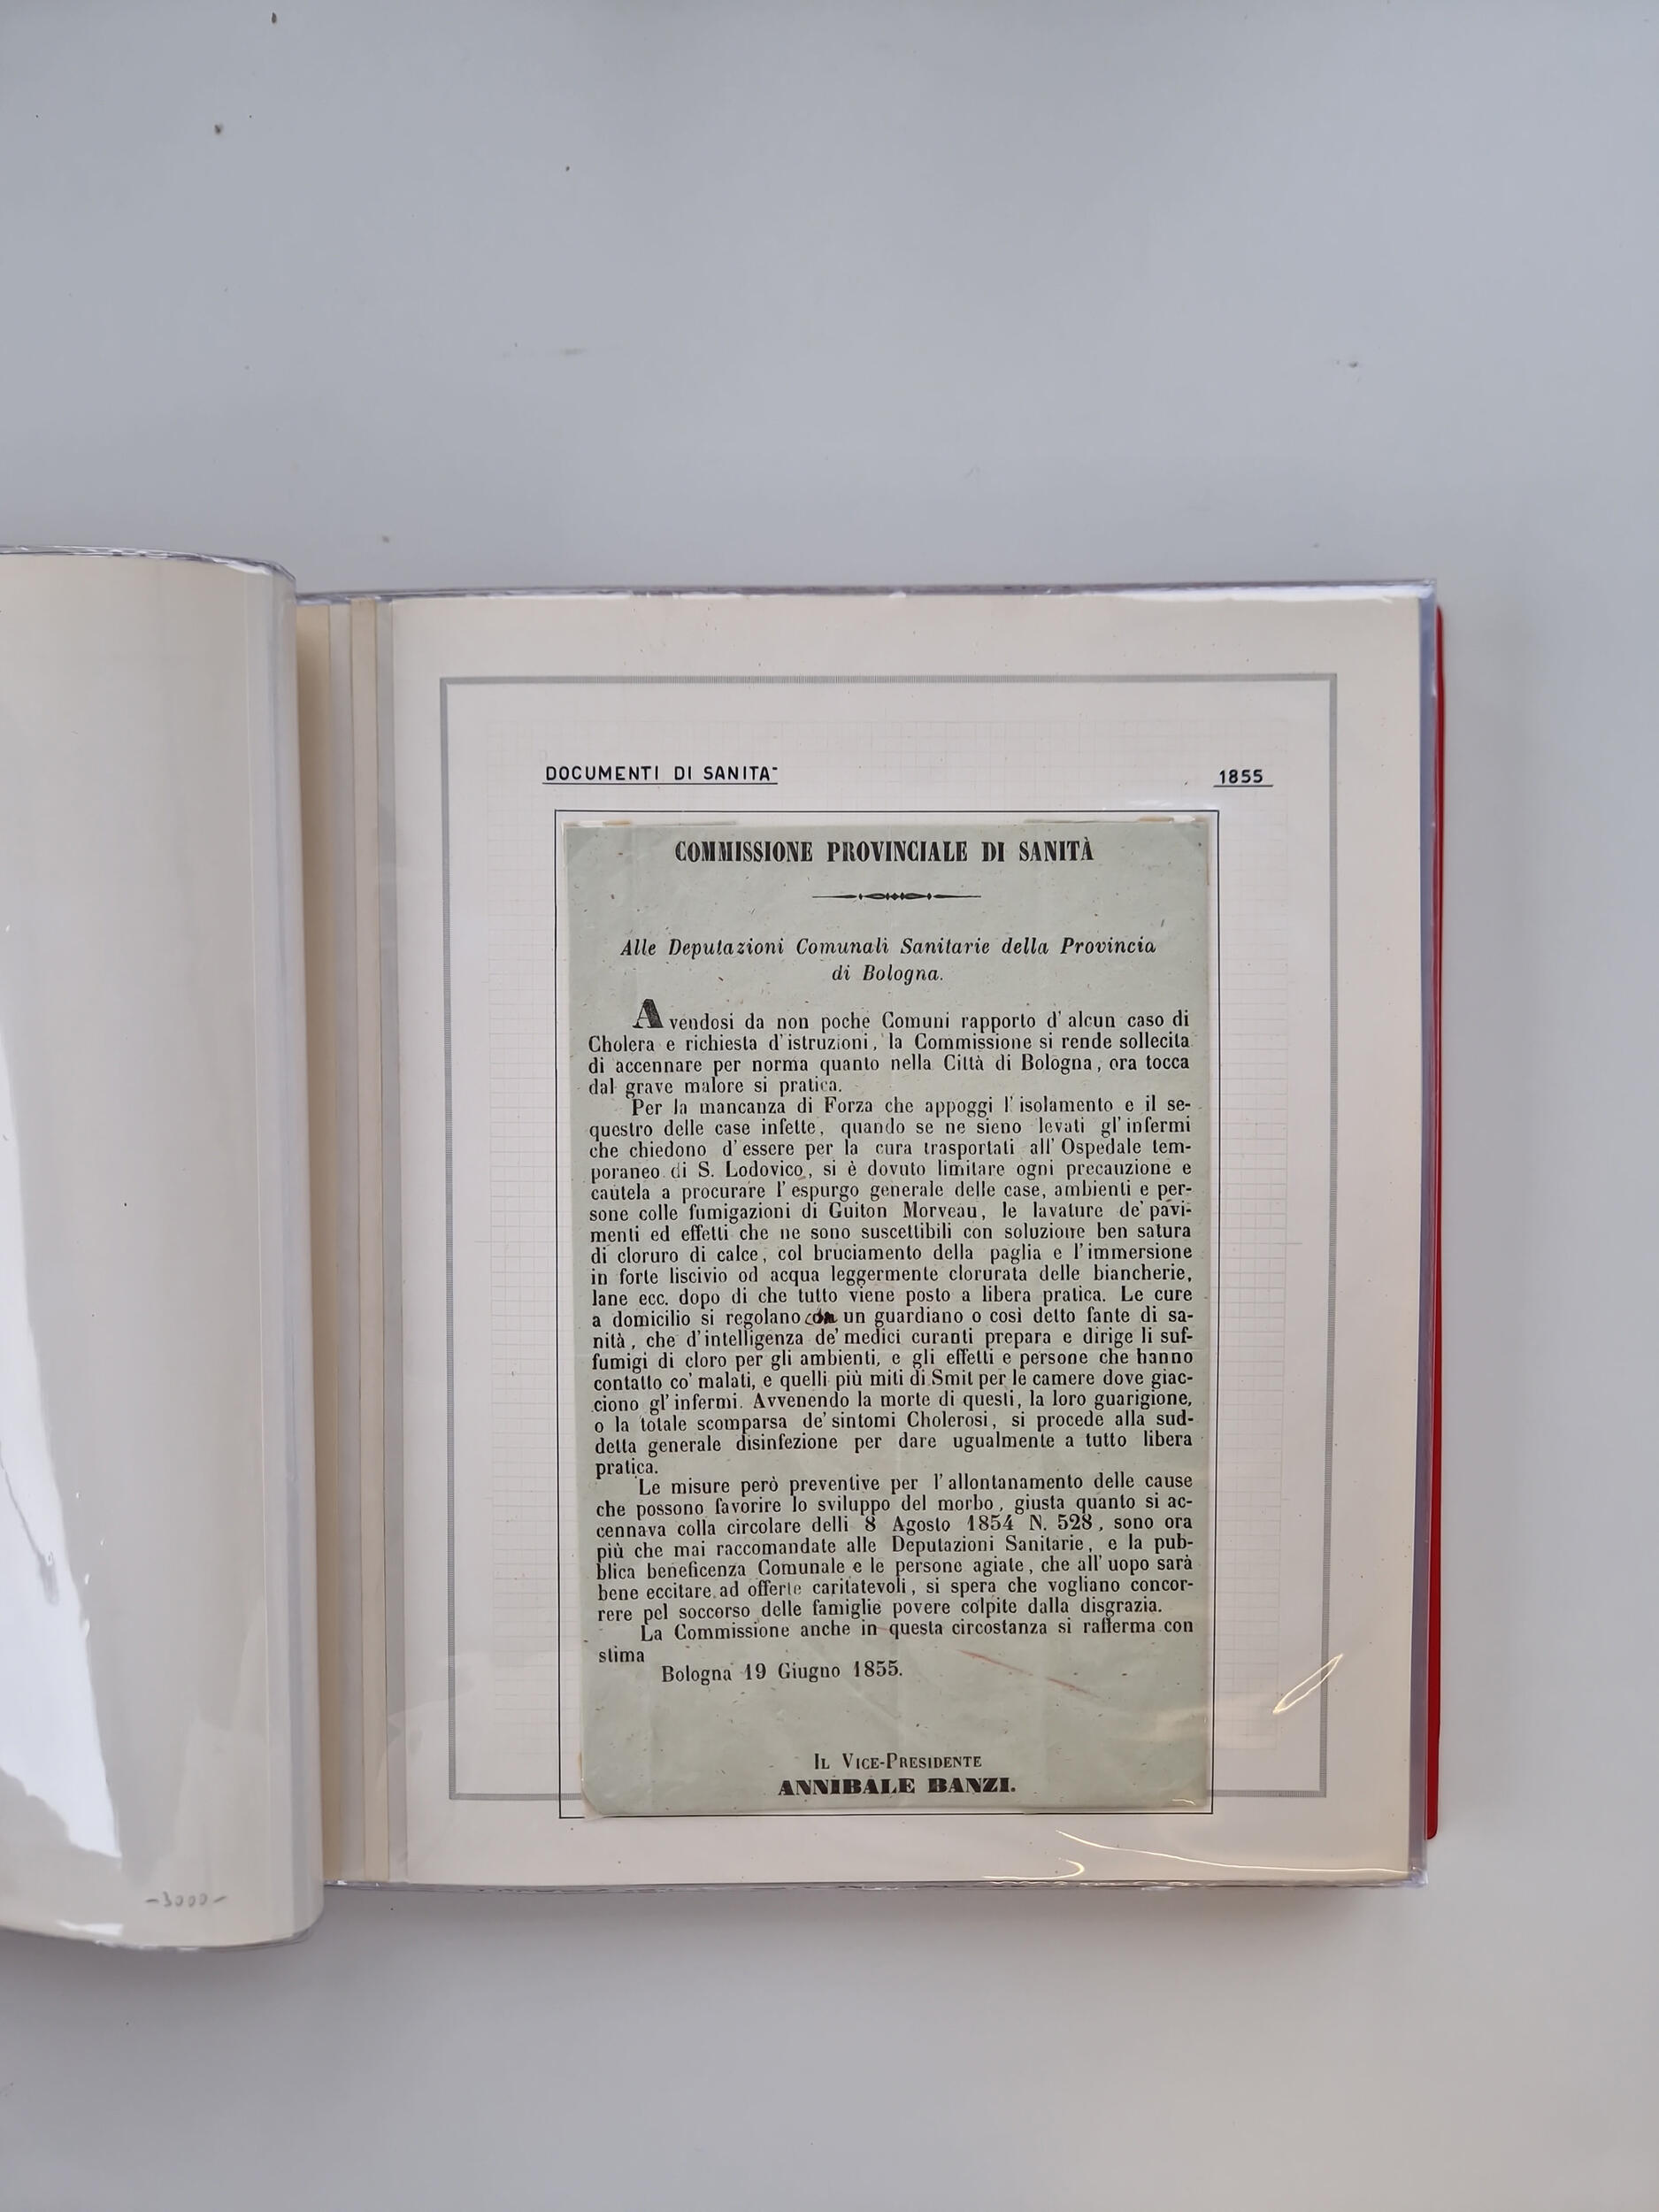 DOCUMENTI DI SANITA'
1855
COMMISSIONE PROVINCIALE DI SANITÀ
Alle Deputazioni Comunali Sanitarie della Provincia
di Bologna.
Avendosi da non poche Comuni rapporto d' alcun caso di
Cholera e richiesta d' istruzioni, la Commissione si rende sollecita
di accennare per norma quanto nella Città di Bologna, ora tocca
dal grave malore si pratica.
Per la mancanza di Forza che appoggi l' isolamento e il se-
questro delle case infette, quando se ne sieno levati gl' infermi
che chiedono d' essere per la cura trasportati all' Ospedale tem-
poraneo di S. Lodovico, si è dovuto limitare ogni precauzione e
cautela a procurare l' espurgo generale delle case, ambienti e per-
sone colle fumigazioni di Guiton Morveau, le lavature de' pavi-
menti ed effetti che ne sono suscettibili con soluzione ben satura
di cloruro di calce, col bruciamento della paglia e l' immersione
in forte liscivio od acqua leggermente clorurata delle biancherie,
lane ecc. dopo di che tutto viene posto a libera pratica. Le cure
a domicilio si regolano con un guardiano o così detto fante di sa-
nità, che d' intelligenza de' medici curanti prepara e dirige li suf-
fumigi di cloro per gli ambienti, e gli effetti e persone che hanno
contatto co' malati, e quelli più miti di Smit per le camere dove giac-
ciono gl' infermi. Avvenendo la morte di questi, la loro guarigione,
o la totale scomparsa de' sintomi Cholerosi, si procede alla sud-
detta generale disinfezione per dare ugualmente a tutto libera
pratica.
Le misure però preventive per l' allontanamento delle cause
che possono favorire lo sviluppo del morbo, giusta quanto si ac-
cennava colla circolare delli 8 Agosto 1854 N. 528, sono ora
più che mai raccomandate alle Deputazioni Sanitarie, e la pub-
blica beneficenza Comunale e le persone agiate, che all' uopo sarà
bene eccitare ad offerte caritatevoli, si spera che vogliano concor-
rere pel soccorso delle famiglie povere colpite dalla disgrazia.
La Commissione anche in questa circostanza si rafferma con
stima
Bologna 19 Giugno 1855.
IL VICE-PRESIDENTE
ANNIBALE BANZI.
-3000-